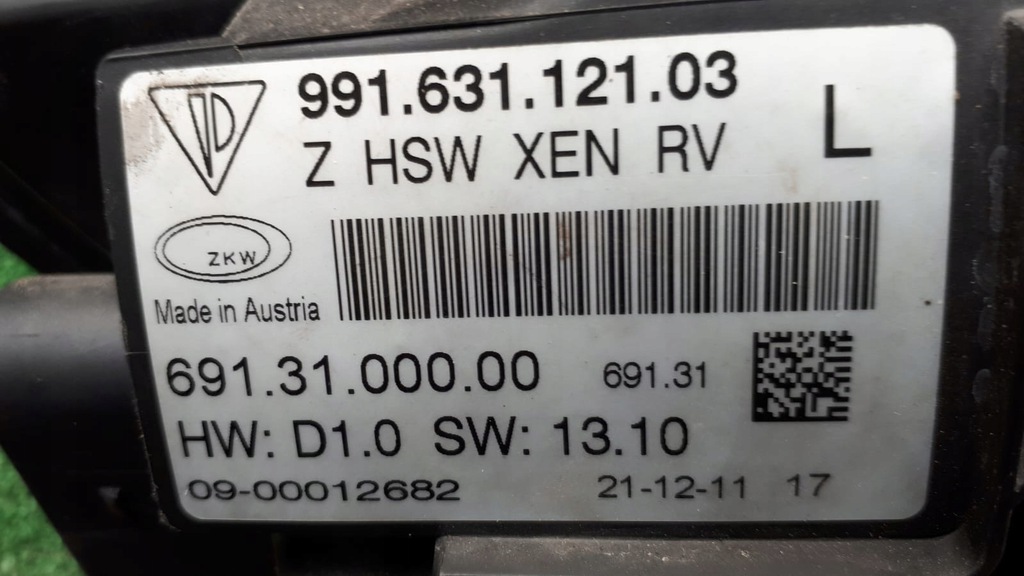 991.631.121.03
Z HSW XEN RV L
ZKW
Made in Austria
691.31.000.00 691.31
HW: D1.0 SW: 13.10
09-00012682 21-12-11 17